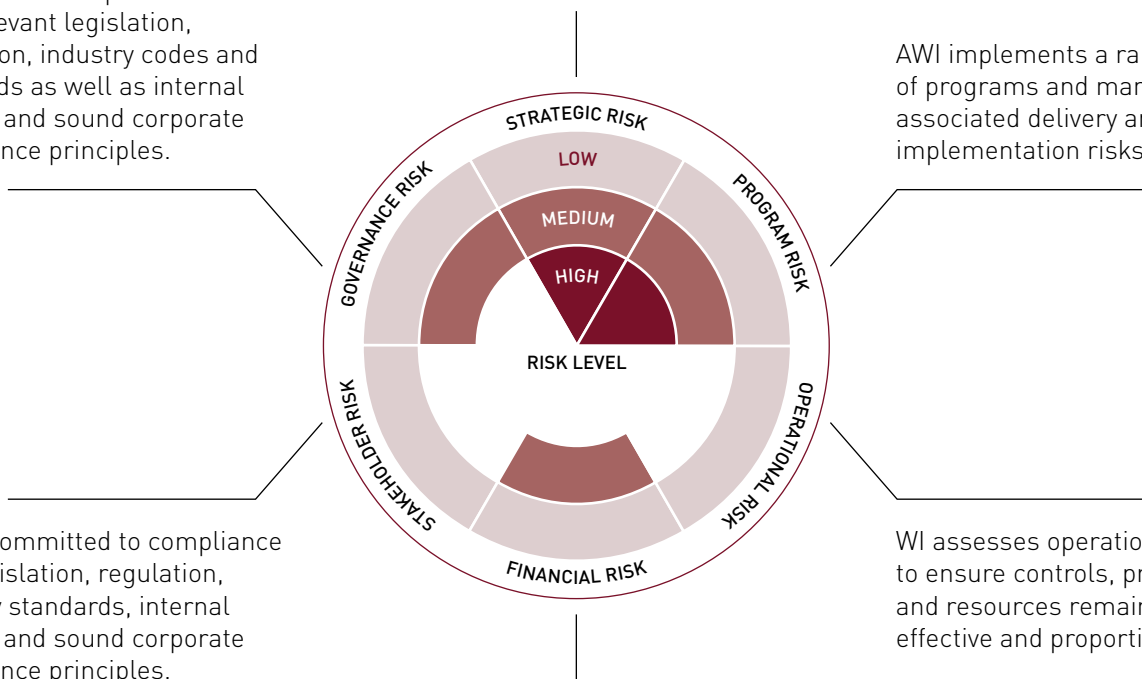 evant legislation,
on, industry codes and
ds as well as internal
and sound corporate
nce principles.
AWI implements a ra
of programs and mar
associated delivery a
implementation risks
STRATEGIC RISK
GOVERNANCE RISK
PROGRAM RISK
LOW
MEDIUM
HIGH
RISK LEVEL
STAKEHOLDER RISK
OPERATIONAL RISK
FINANCIAL RISK
ommitted to compliance
islation, regulation,
y standards, internal
and sound corporate
nce principles.
WI assesses operatio
to ensure controls, pr
and resources remain
effective and proporti